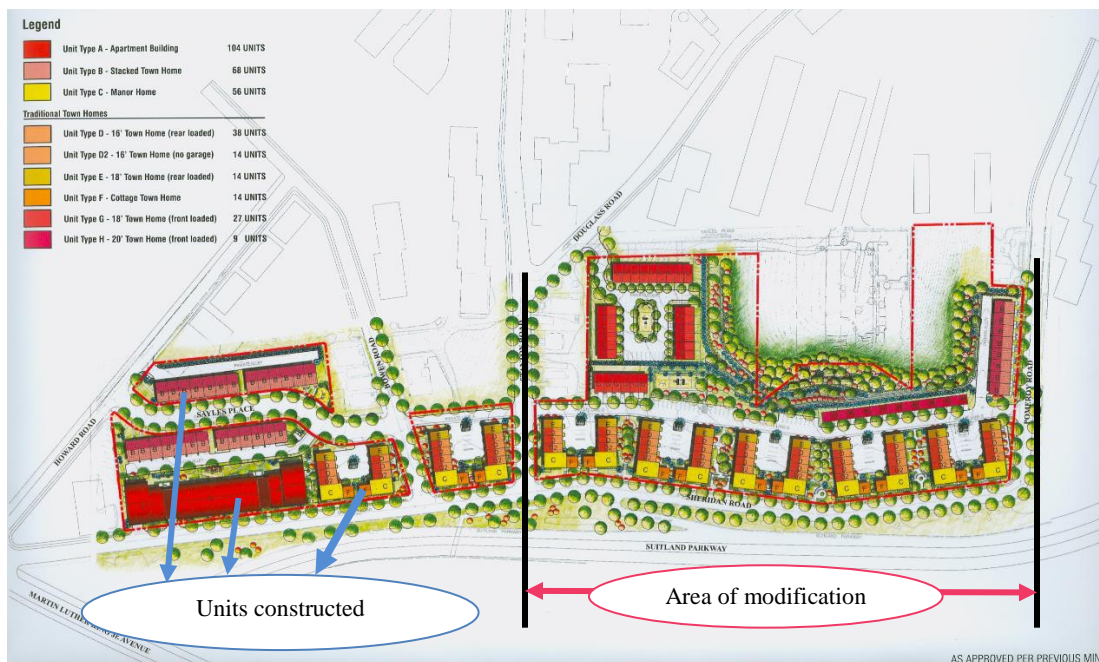 Legend
Unit Type A - Apartment Building 104 UNITS
Unit Type B - Stacked Town Home 68 UNITS
Unit Type C - Manor Home 56 UNITS
Traditional Town Homes
Unit Type D - 16' Town Home (rear loaded) 38 UNITS
Unit Type D2 - 16' Town Home (no garage) 14 UNITS
Unit Type E - 18' Town Home (rear loaded) 14 UNITS
Unit Type F - Cottage Town Home 14 UNITS
Unit Type G - 18' Town Home (front loaded) 27 UNITS
Unit Type H - 20' Town Home (front loaded) 9 UNITS
DOUGLASS ROAD
BOWEN ROAD
ROAD
POMEROY ROAD
HOWARD ROAD
SAYLES PLACE
SHERIDAN ROAD
SUITLAND PARKWAY
MARTIN LUTHER KING JR. AVENUE
Units constructed
Area of modification
AS APPROVED PER PREVIOUS MIN